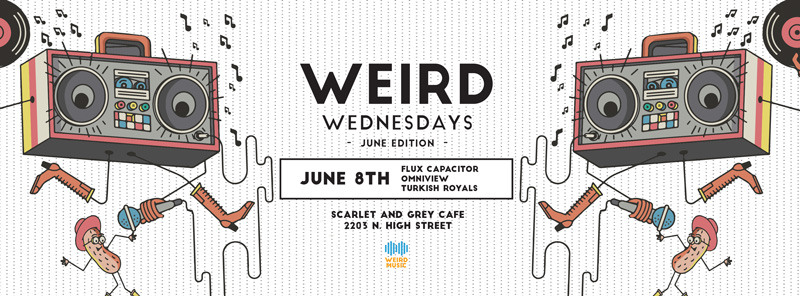 WEIRD
WEDNESDAYS
- JUNE EDITION -
JUNE 8TH
FLUX CAPACITOR
OMNIVIEW
TURKISH ROYALS
SCARLET AND GREY CAFE
2203 N. HIGH STREET
WEIRD
MUSIC